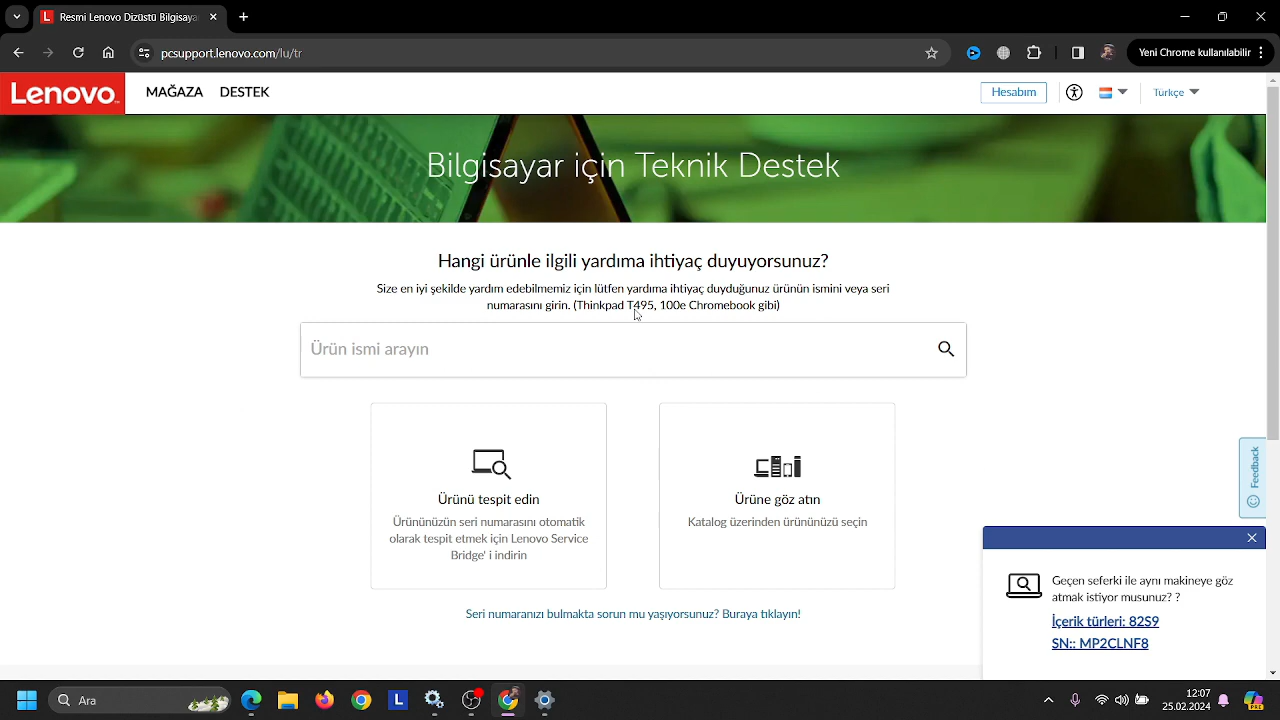 Resmi Lenovo Dizüstü Bilgisayar
pcsupport.lenovo.com/lu/tr
Yeni Chrome kullanılabilir
Lenovo
MAĞAZA
DESTEK
Hesabım
Türkçe
Bilgisayar için Teknik Destek
Hangi ürünle ilgili yardıma ihtiyaç duyuyorsunuz?
Size en iyi şekilde yardım edebilmemiz için lütfen yardıma ihtiyaç duyduğunuz ürünün ismini veya seri
numarasını girin. (Thinkpad T495, 100e Chromebook gibi)
Ürün ismi arayın
Ürünü tespit edin
Ürününüzün seri numarasını otomatik
olarak tespit etmek için Lenovo Service
Bridge' i indirin
Ürüne göz atın
Katalog üzerinden ürününüzü seçin
Seri numaranızı bulmakta sorun mu yaşıyorsunuz? Buraya tıklayın!
Feedback
Geçen seferki ile aynı makineye göz
atmak istiyor musunuz? ?
İçerik türleri: 82S9
SN:: MP2CLNF8
Ara
12:07
25.02.2024